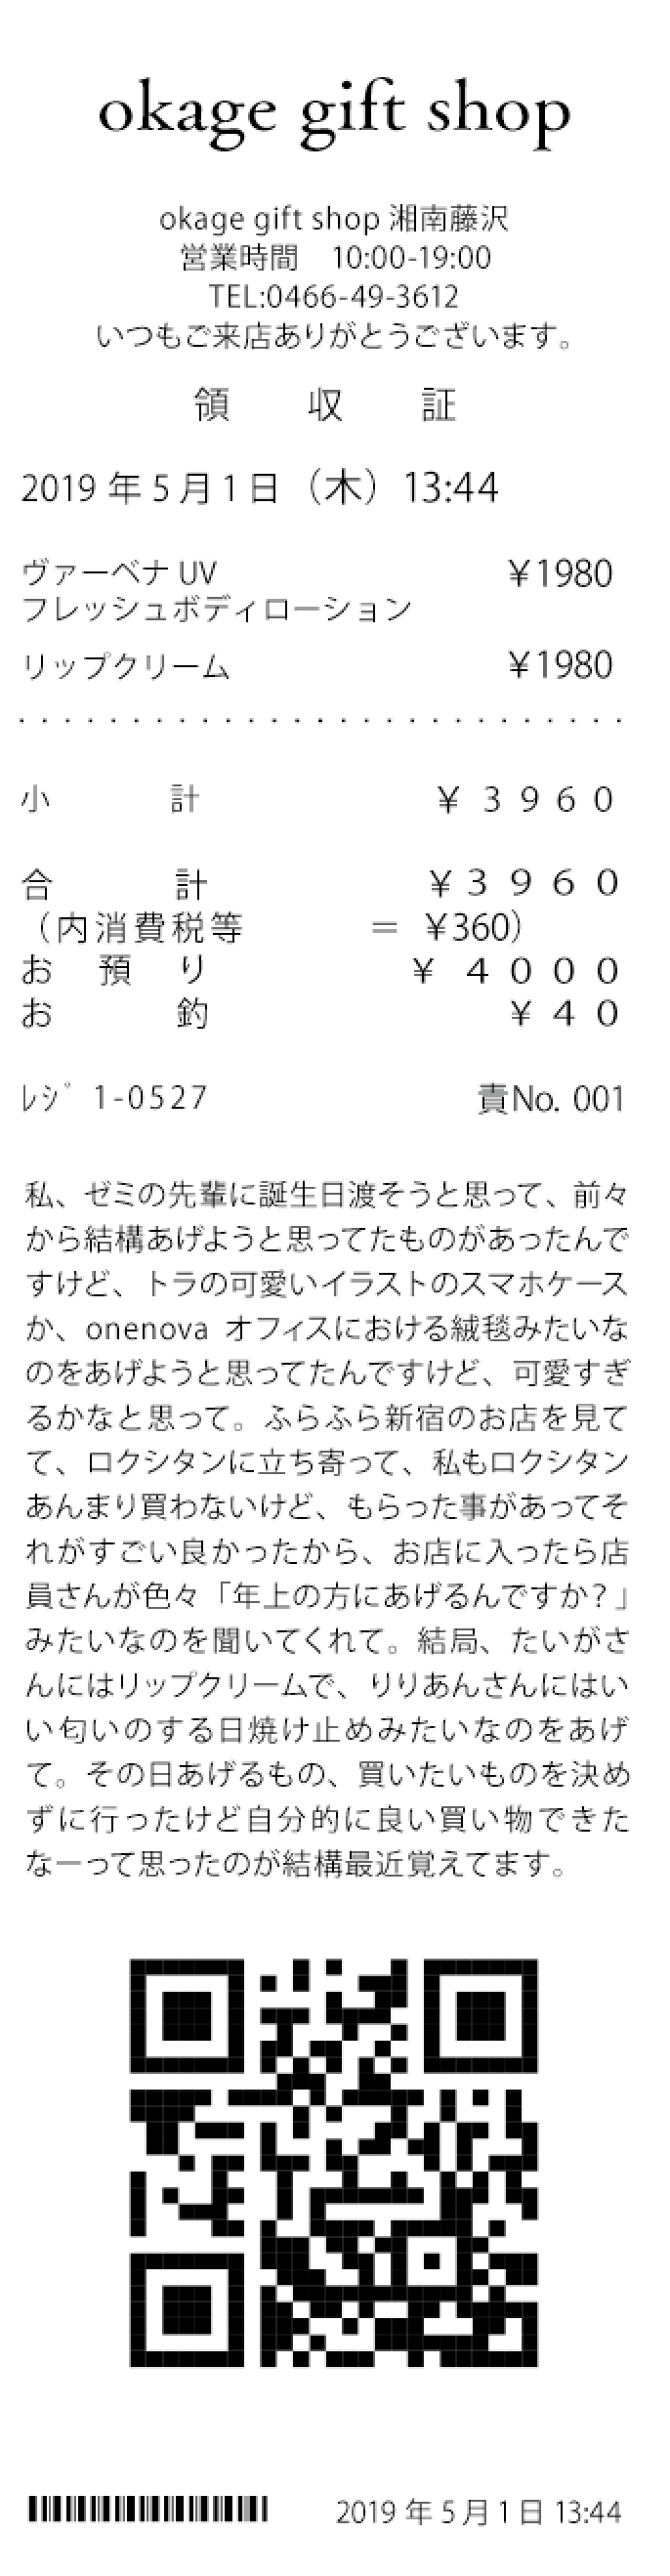 okage gift shop
okage gift shop 湘南藤沢
営業時間　10:00-19:00
TEL:0466-49-3612
いつもご来店ありがとうございます。
領　収　証
2019 年 5 月 1 日（木）13:44
ヴァーベナ UV　¥1980
フレッシュボディローション
リップクリーム　¥1980
小　計　¥ 3960
合　計　¥3960
（内消費税等　＝ ¥360）
お預り　¥ 4000
お　釣　¥40
ﾚｼﾞ 1-0527　責No. 001
私、ゼミの先輩に誕生日渡そうと思って、前々
から結構あげようと思ってたものがあったんで
すけど、トラの可愛いイラストのスマホケース
か、onenova オフィスにおける絨毯みたいな
のをあげようと思ってたんですけど、可愛すぎ
るかなと思って。ふらふら新宿のお店を見て
て、ロクシタンに立ち寄って、私もロクシタン
あんまり買わないけど、もらった事があってそ
れがすごい良かったから、お店に入ったら店
員さんが色々「年上の方にあげるんですか？」
みたいなのを聞いてくれて。結局、たいがさ
んにはリップクリームで、りりあんさんにはい
い匂いのする日焼け止めみたいなのをあげ
て。その日あげるもの、買いたいものを決め
ずに行ったけど自分的に良い買い物できた
なーって思ったのが結構最近覚えてます。
2019 年 5 月 1 日 13:44